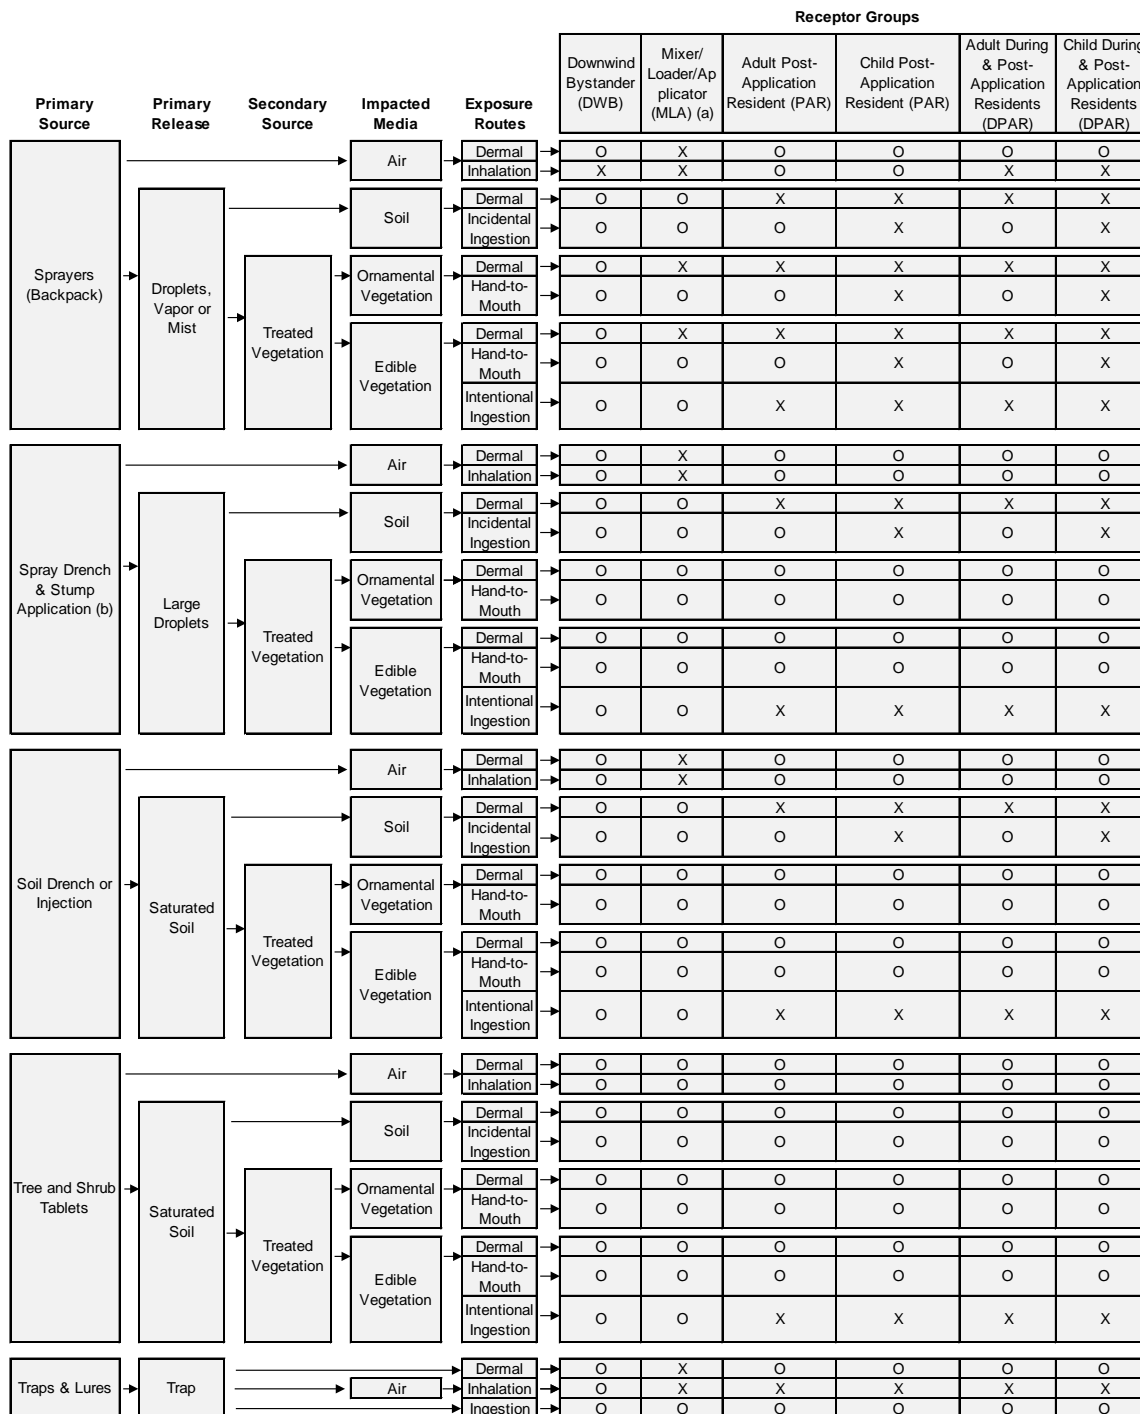 Receptor Groups
Primary Source
Primary Release
Secondary Source
Impacted Media
Exposure Routes
Downwind Bystander (DWB)
Mixer/ Loader/Ap plicator (MLA) (a)
Adult Post- Application Resident (PAR)
Child Post- Application Resident (PAR)
Adult During & Post- Application Residents (DPAR)
Child During & Post- Application Residents (DPAR)
Sprayers (Backpack)
Droplets, Vapor or Mist
Treated Vegetation
Air
Dermal O X O O O O
Inhalation X X O O X X
Soil
Dermal O O X X X X
Incidental Ingestion O O O X O X
Ornamental Vegetation
Dermal O X X X X X
Hand-to- Mouth O O O X O X
Edible Vegetation
Dermal O X X X X X
Hand-to- Mouth O O O X O X
Intentional Ingestion O O X X X X
Spray Drench & Stump Application (b)
Large Droplets
Treated Vegetation
Air
Dermal O X O O O O
Inhalation O X O O O O
Soil
Dermal O O X X X X
Incidental Ingestion O O O X O X
Ornamental Vegetation
Dermal O O O O O O
Hand-to- Mouth O O O O O O
Edible Vegetation
Dermal O O O O O O
Hand-to- Mouth O O O O O O
Intentional Ingestion O O X X X X
Soil Drench or Injection
Saturated Soil
Treated Vegetation
Air
Dermal O X O O O O
Inhalation O X O O O O
Soil
Dermal O O X X X X
Incidental Ingestion O O O X O X
Ornamental Vegetation
Dermal O O O O O O
Hand-to- Mouth O O O O O O
Edible Vegetation
Dermal O O O O O O
Hand-to- Mouth O O O O O O
Intentional Ingestion O O X X X X
Tree and Shrub Tablets
Saturated Soil
Treated Vegetation
Air
Dermal O O O O O O
Inhalation O O O O O O
Soil
Dermal O O O O O O
Incidental Ingestion O O O O O O
Ornamental Vegetation
Dermal O O O O O O
Hand-to- Mouth O O O O O O
Edible Vegetation
Dermal O O O O O O
Hand-to- Mouth O O O O O O
Intentional Ingestion O O X X X X
Traps & Lures
Trap
Dermal O X O O O O
Air
Inhalation O X X X X X
Ingestion O O O O O O